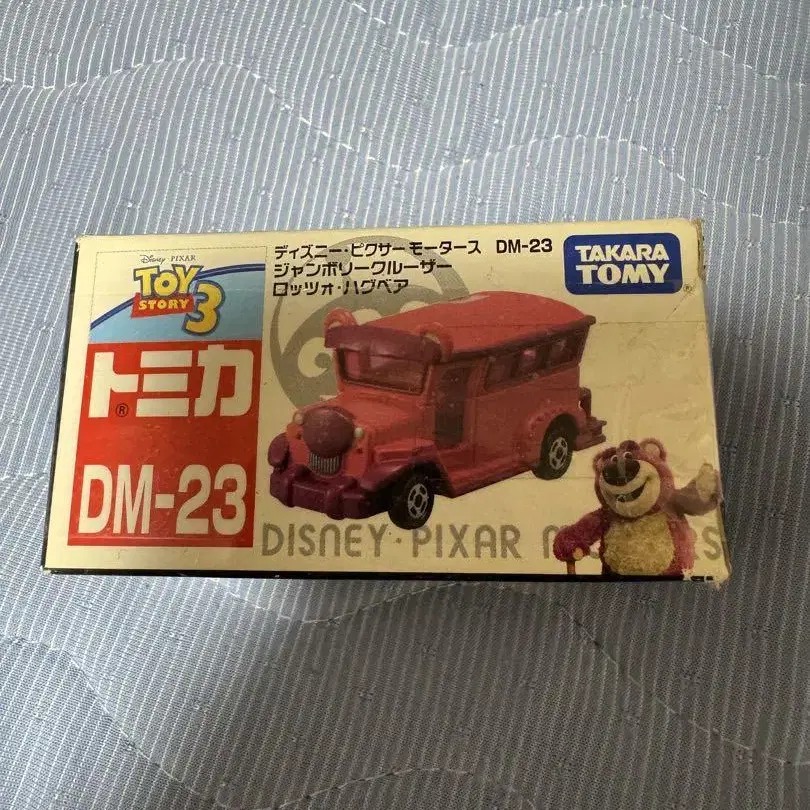 Disney · PIXAR
TOY
STORY 3
トミカ
®
DM-23
ディズニー・ピクサー モータース DM-23
ジャンボリークルーザー
ロッツォ・ハグベア
TAKARA
TOMY
®
DISNEY · PIXAR